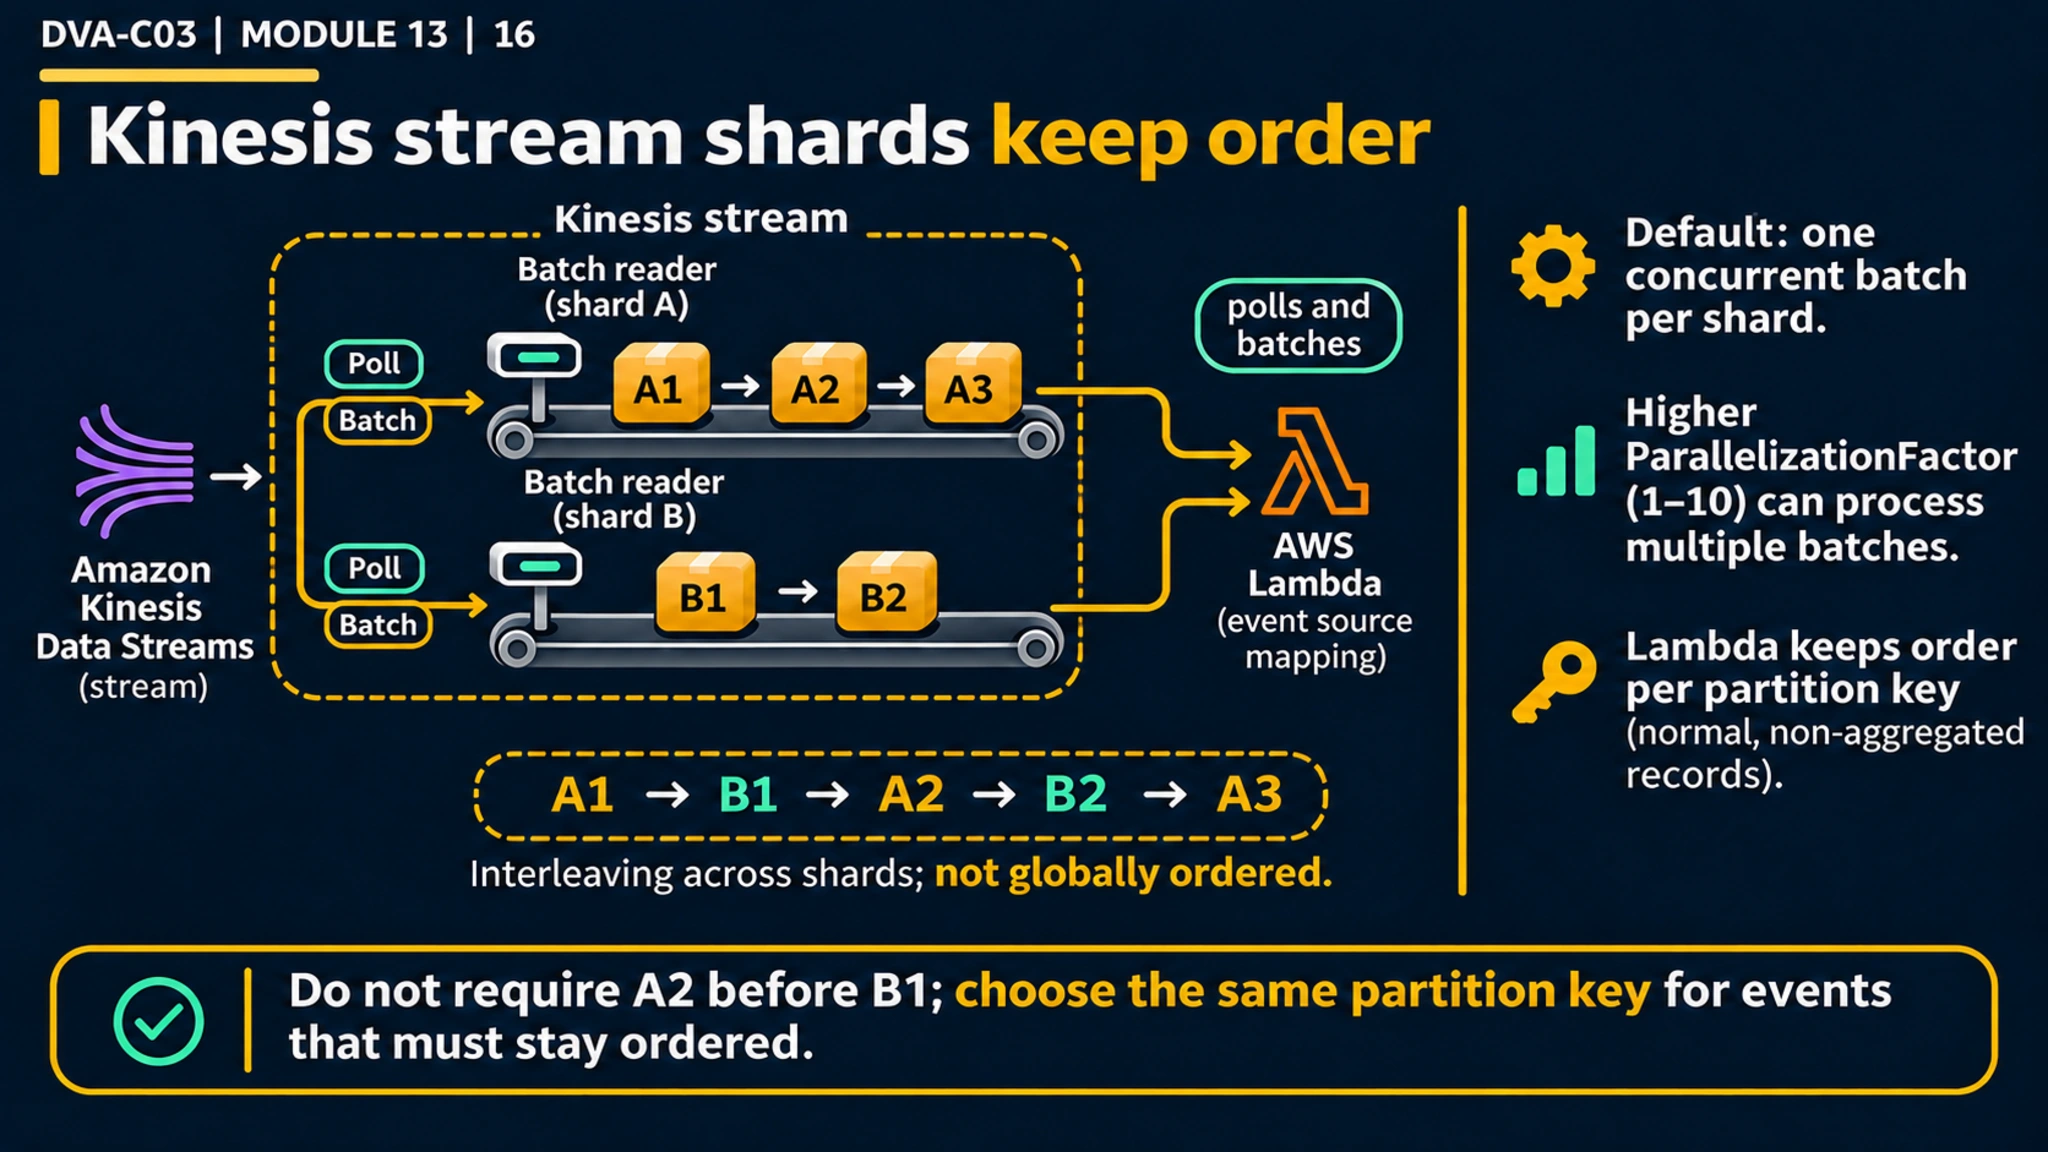 DVA-C03 | MODULE 13 | 16
Kinesis stream shards keep order
Kinesis stream
Batch reader
(shard A)
Poll
Batch
A1 → A2 → A3
Batch reader
(shard B)
Poll
Batch
B1 → B2
Amazon
Kinesis
Data Streams
(stream)
polls and
batches
AWS
Lambda
(event source
mapping)
A1 → B1 → A2 → B2 → A3
Interleaving across shards; not globally ordered.
Default: one
concurrent batch
per shard.
Higher
ParallelizationFactor
(1–10) can process
multiple batches.
Lambda keeps order
per partition key
(normal, non-aggregated
records).
Do not require A2 before B1; choose the same partition key for events
that must stay ordered.